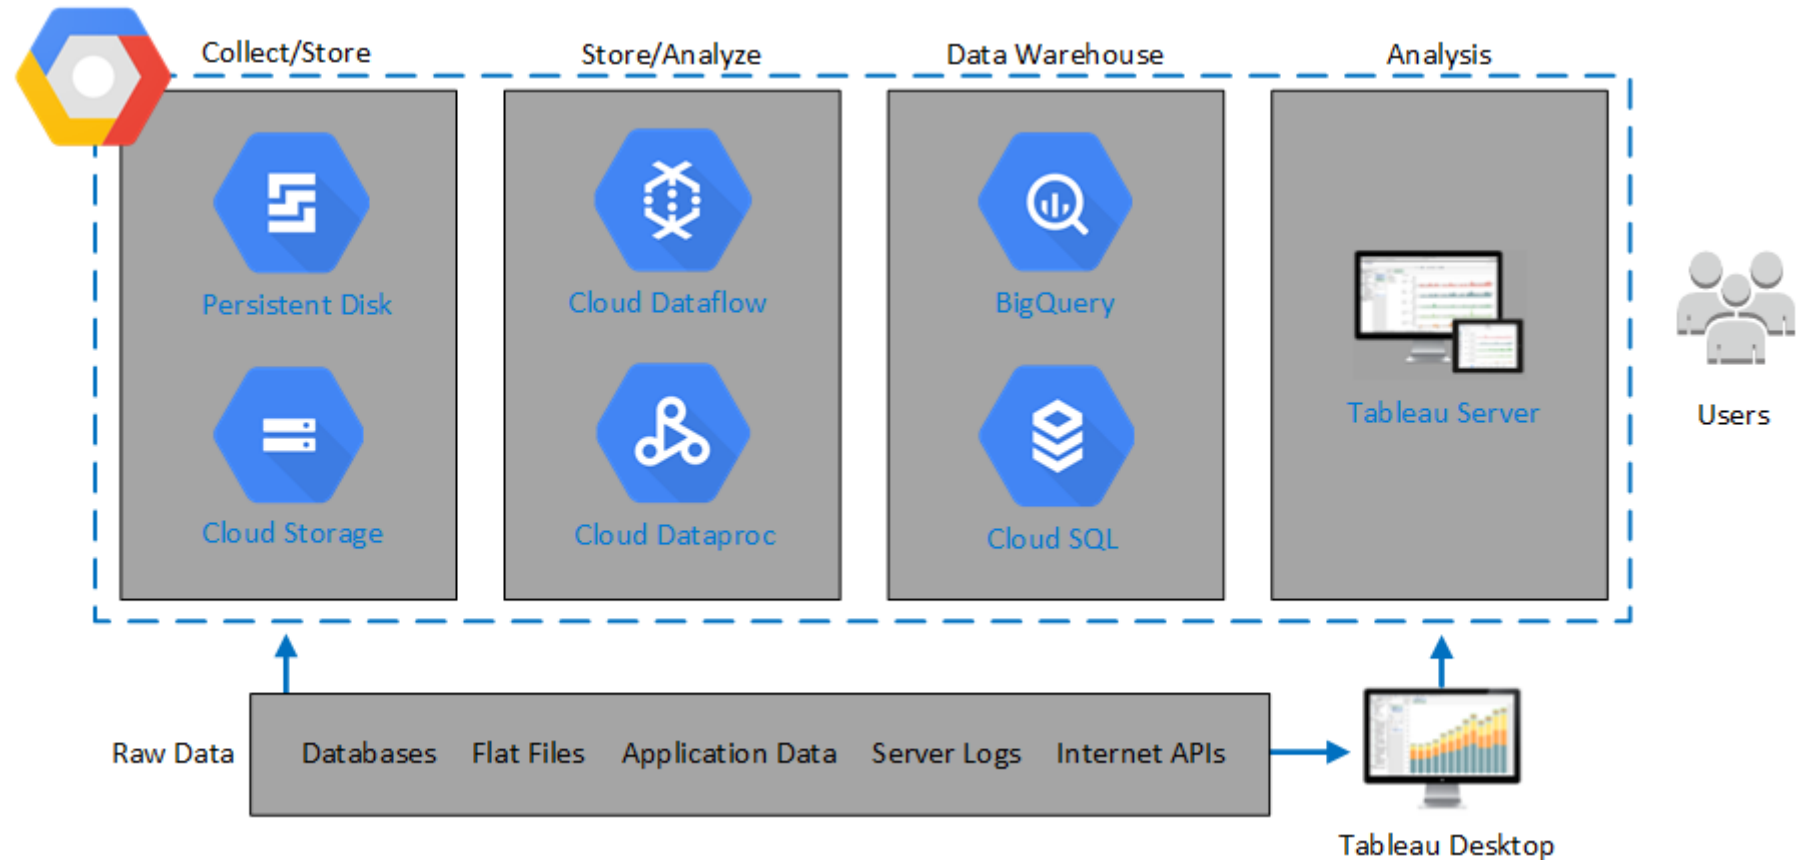 Collect/Store
Store/Analyze
Data Warehouse
Analysis
Persistent Disk
Cloud Dataflow
BigQuery
Cloud Storage
Cloud Dataproc
Cloud SQL
Tableau Server
Users
Raw Data
Databases
Flat Files
Application Data
Server Logs
Internet APIs
Tableau Desktop